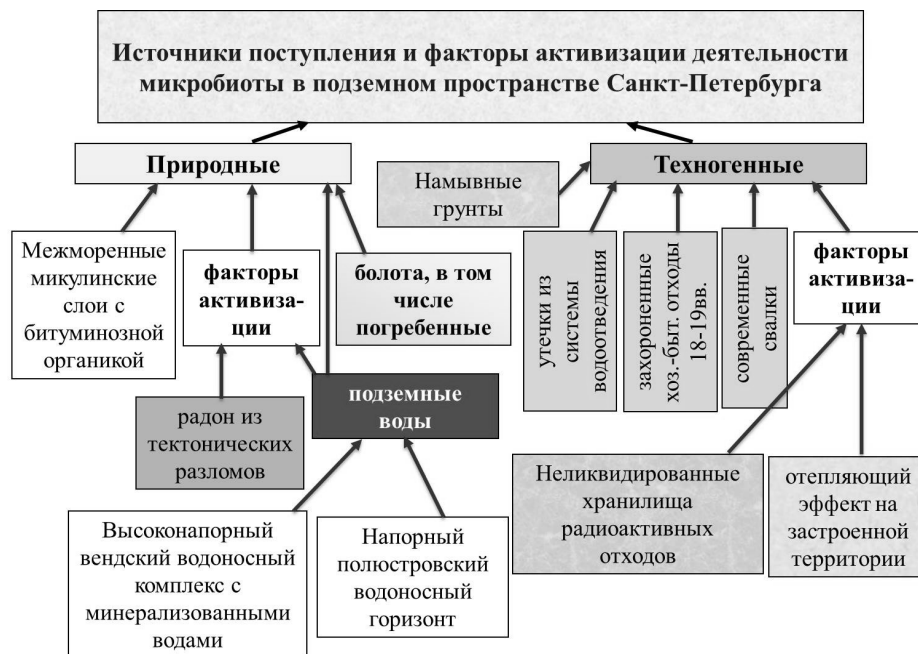 Источники поступления и факторы активизации деятельности
микробиоты в подземном пространстве Санкт-Петербурга
Природные
Техногенные
Намывные
грунты
Межморенные
микулинские
слои с
битуминозной
органикой
факторы
активиза-
ции
болота, в том
числе
погребенные
утечки из
системы
водоотведения
захороненные
хоз.-быт. отходы
18-19вв.
современные
свалки
факторы
активиза-
ции
радон из
тектонических
разломов
подземные
воды
Высоконапорный
вендский водоносный
комплекс с
минерализованными
водами
Напорный
полюстровский
водоносный
горизонт
Неликвидированные
хранилища
радиоактивных
отходов
отепляющий
эффект на
застроенной
территории